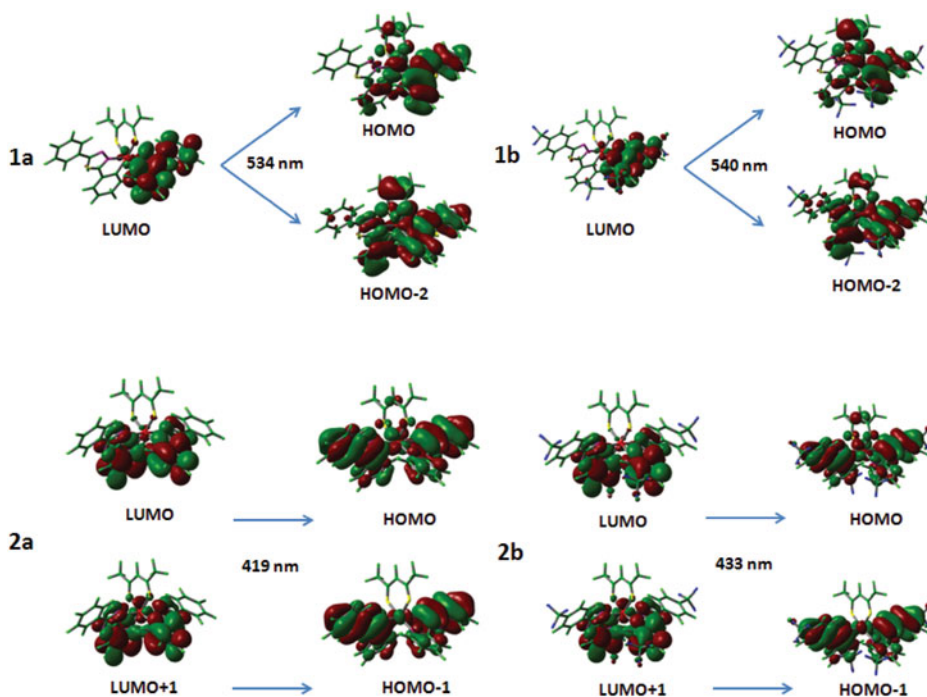 HOMO
HOMO
1a
534 nm
1b
540 nm
LUMO
LUMO
HOMO-2
HOMO-2
LUMO
HOMO
LUMO
HOMO
2a
419 nm
2b
433 nm
LUMO+1
HOMO-1
LUMO+1
HOMO-1